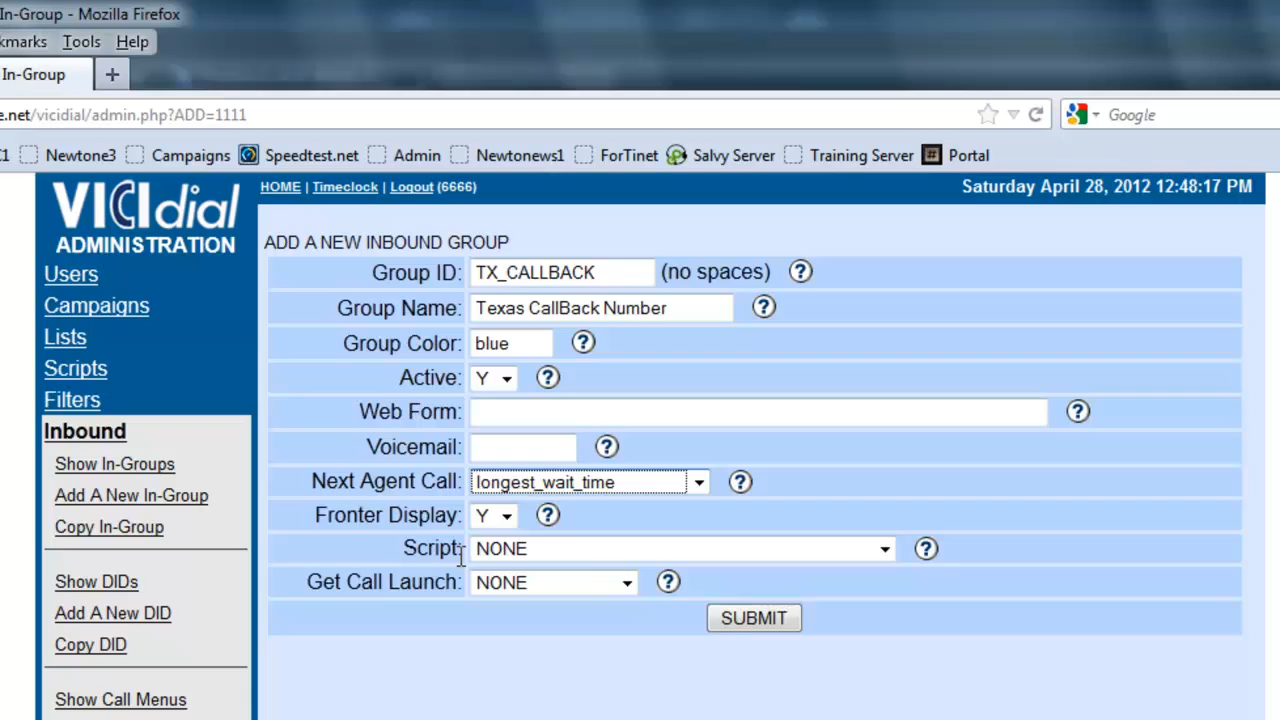 In-Group - Mozilla Firefox
kmarks Tools Help
In-Group +
e.net/vicidial/admin.php?ADD=1111 Google
C1 Newtone3 Campaigns Speedtest.net Admin Newtonews1 ForTinet Salvy Server Training Server # Portal
VICIdial
ADMINISTRATION
HOME | Timeclock | Logout (6666) Saturday April 28, 2012 12:48:17 PM
Users
Campaigns
Lists
Scripts
Filters
Inbound
Show In-Groups
Add A New In-Group
Copy In-Group
Show DIDs
Add A New DID
Copy DID
Show Call Menus
ADD A NEW INBOUND GROUP
Group ID: TX_CALLBACK (no spaces) ?
Group Name: Texas CallBack Number ?
Group Color: blue ?
Active: Y ?
Web Form: ?
Voicemail: ?
Next Agent Call: longest_wait_time ?
Fronter Display: Y ?
Script: NONE ?
Get Call Launch: NONE ?
SUBMIT